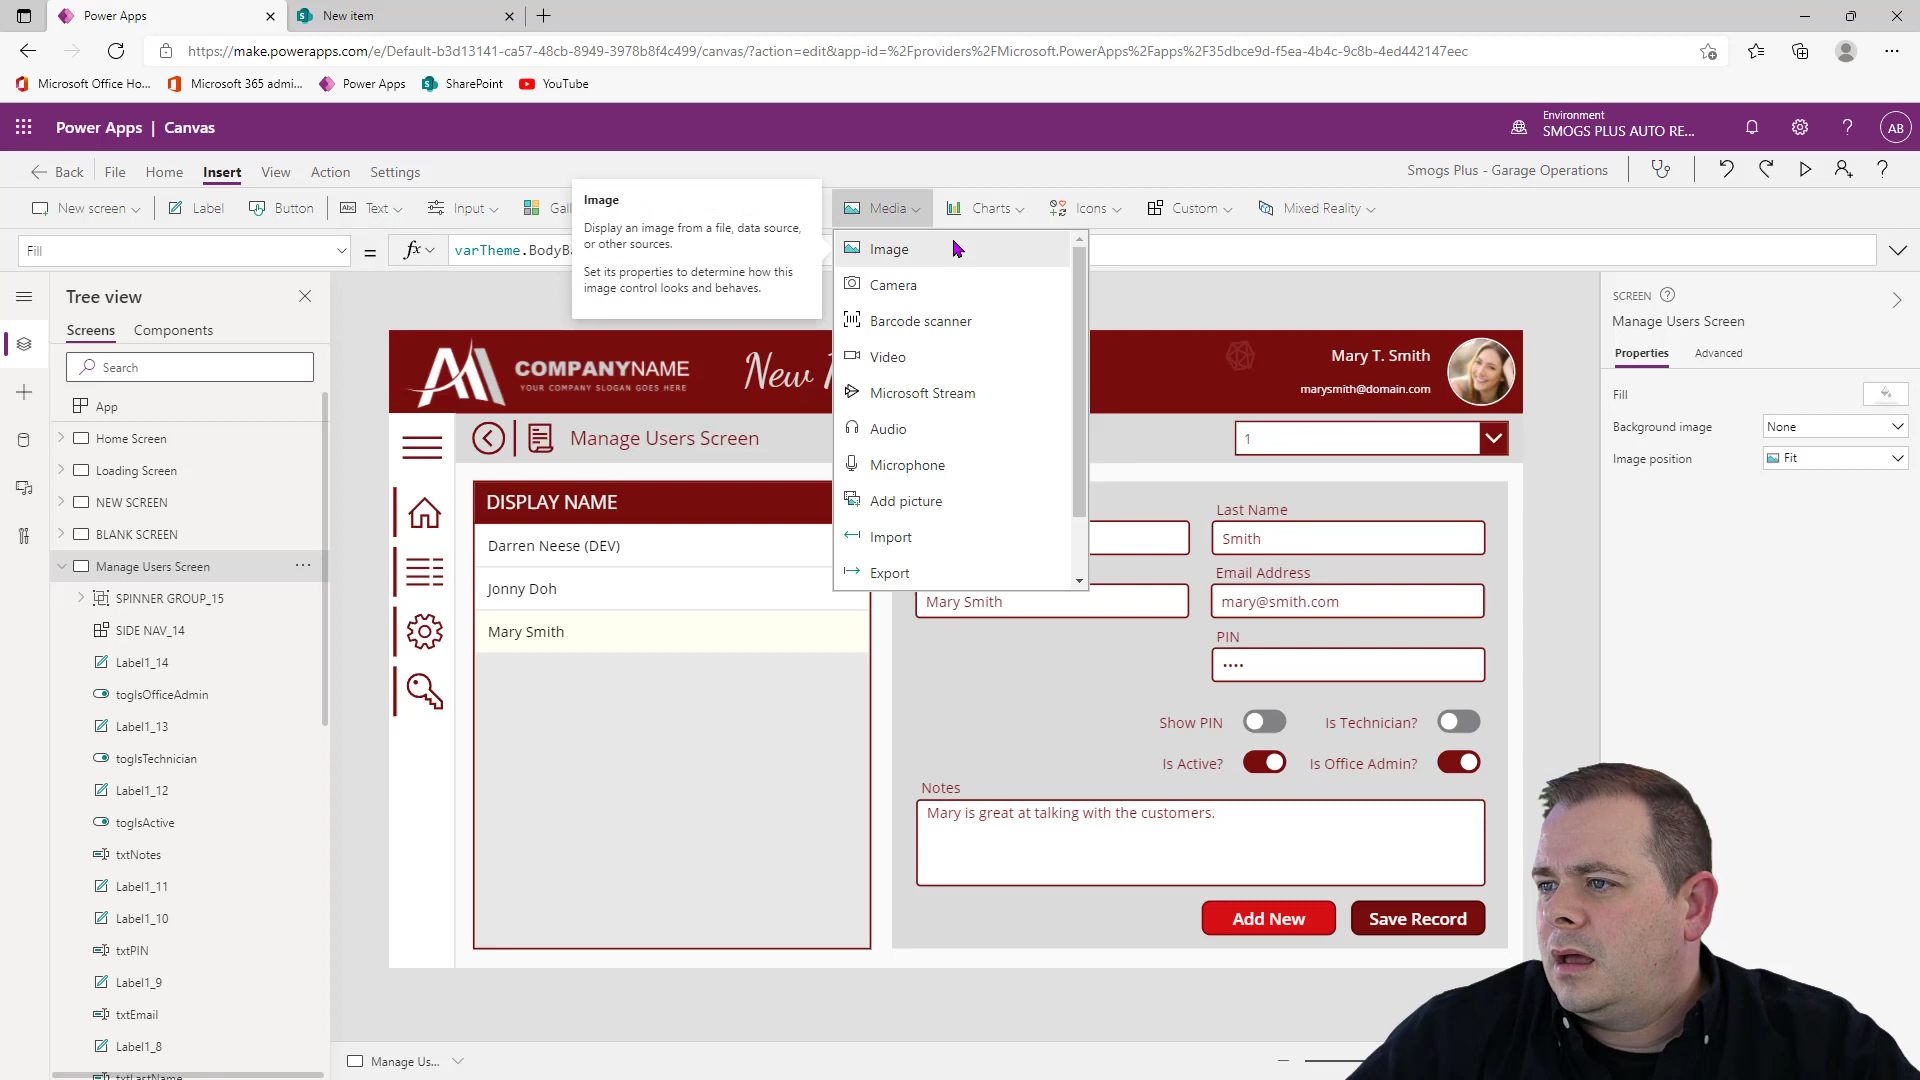 Power Apps
New item
https://make.powerapps.com/e/Default-b3d13141-ca57-48cb-8949-3978b8f4c499/canvas/?action=edit&app-id=%2Fproviders%2FMicrosoft.PowerApps%2Fapps%2F35dbce9d-f5ea-4b4c-9c8b-4ed442147eec
Microsoft Office Ho...
Microsoft 365 admi...
Power Apps
SharePoint
YouTube
Power Apps | Canvas
Environment
SMOGS PLUS AUTO RE...
AB
Back
File
Home
Insert
View
Action
Settings
Smogs Plus - Garage Operations
New screen
Label
Button
Text
Input
Media
Charts
Icons
Custom
Mixed Reality
Image
Display an image from a file, data source,
or other sources.
Set its properties to determine how this
image control looks and behaves.
Fill
=
fx
varTheme.
Image
Camera
Barcode scanner
Video
Microsoft Stream
Audio
Microphone
Add picture
Import
Export
Tree view
Screens
Components
Search
App
Home Screen
Loading Screen
NEW SCREEN
BLANK SCREEN
Manage Users Screen
SPINNER GROUP_15
SIDE NAV_14
Label1_14
togIsOfficeAdmin
Label1_13
togIsTechnician
Label1_12
togIsActive
txtNotes
Label1_11
Label1_10
txtPIN
Label1_9
txtEmail
Label1_8
txtLastName
COMPANYNAME
YOUR COMPANY SLOGAN GOES HERE
New
Mary T. Smith
marysmith@domain.com
Manage Users Screen
1
DISPLAY NAME
Darren Neese (DEV)
Jonny Doh
Mary Smith
Last Name
Smith
Email Address
Mary Smith
mary@smith.com
PIN
••••
Show PIN
Is Technician?
Is Active?
Is Office Admin?
Notes
Mary is great at talking with the customers.
Add New
Save Record
SCREEN
Manage Users Screen
Properties
Advanced
Fill
Background image
None
Image position
Fit
Manage Us...